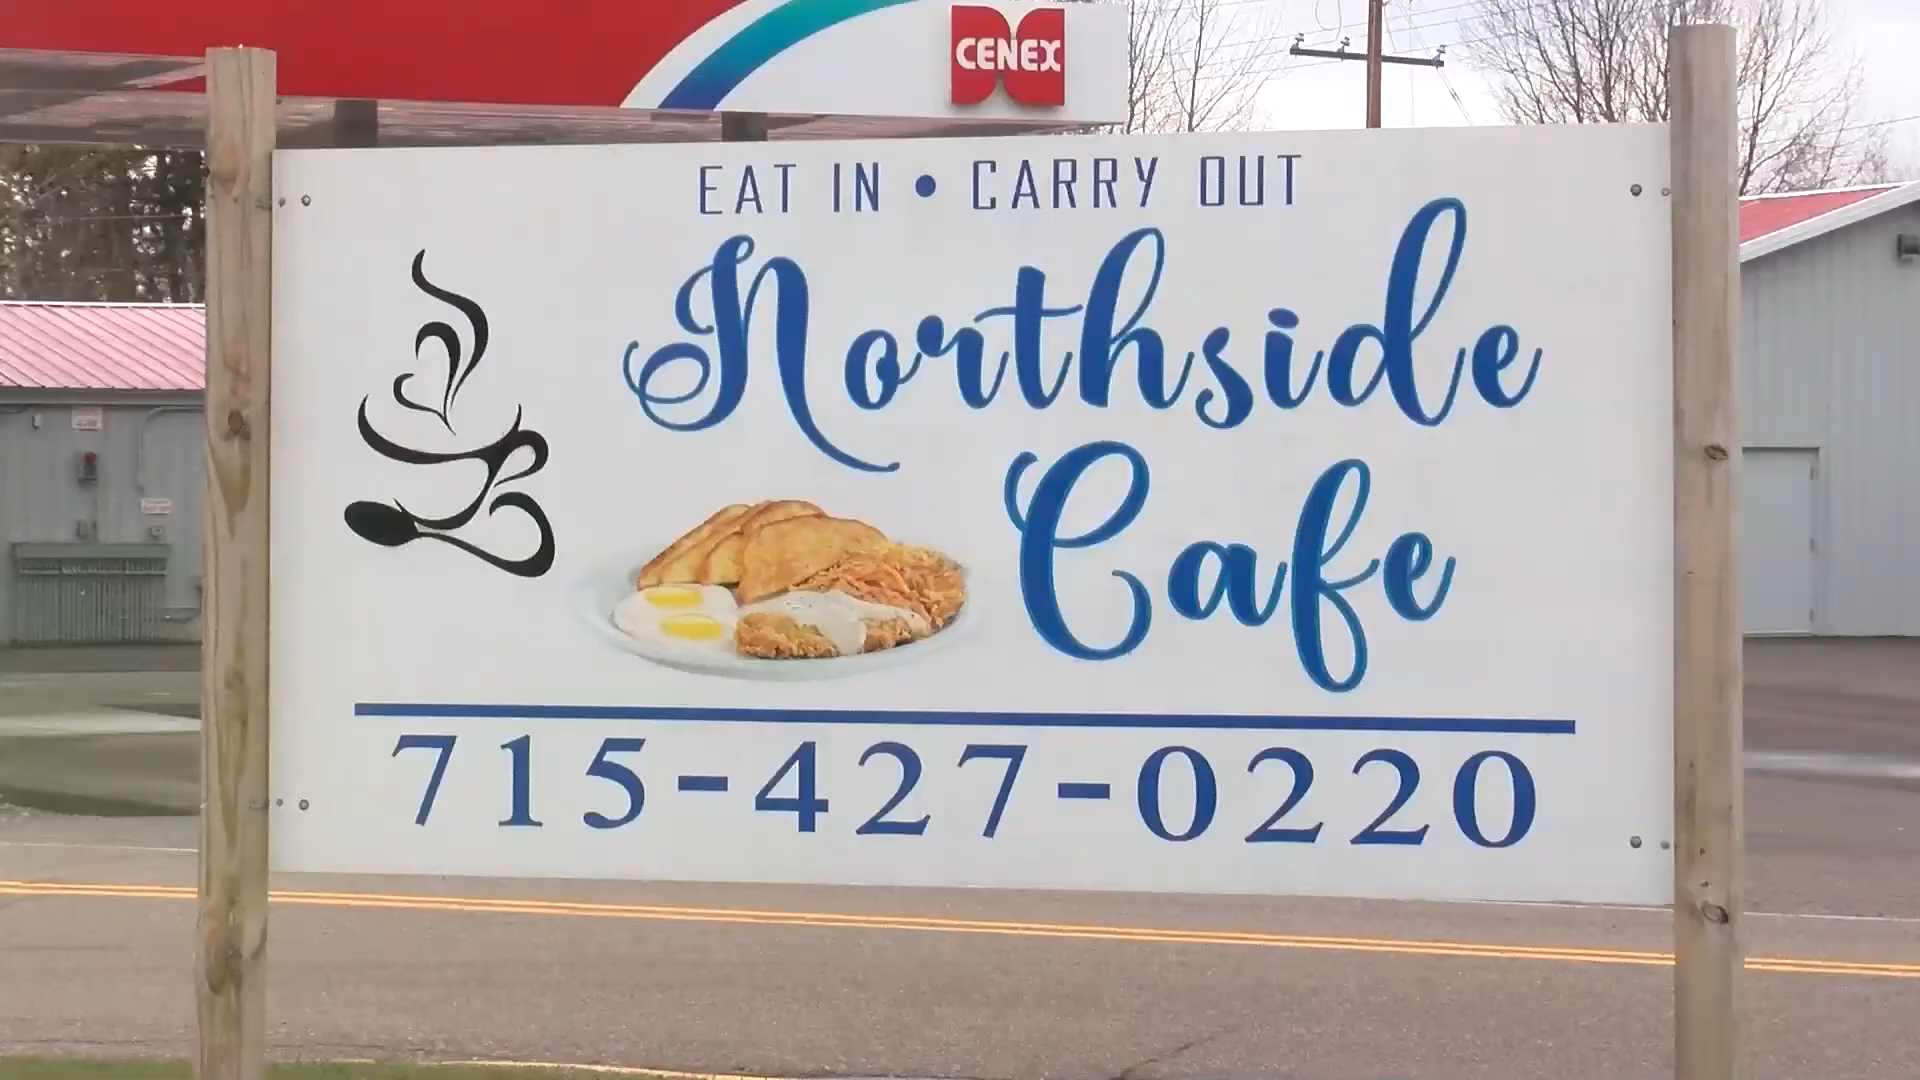 CENEX
EAT IN • CARRY OUT
Northside
Cafe
715-427-0220